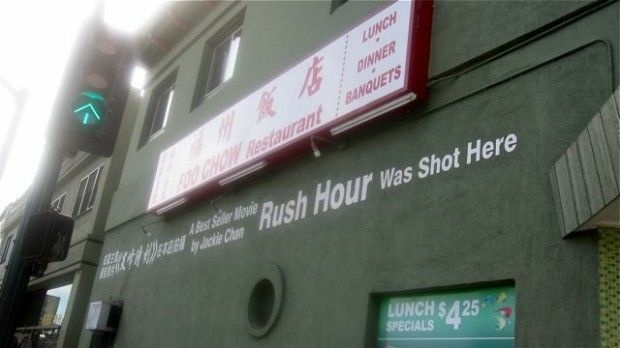 福州飯店
FOO CHOW Restaurant
LUNCH •
DINNER •
BANQUETS
A Best Seller Movie
by Jackie Chan
Rush Hour Was Shot Here
LUNCH
SPECIALS
$4.25